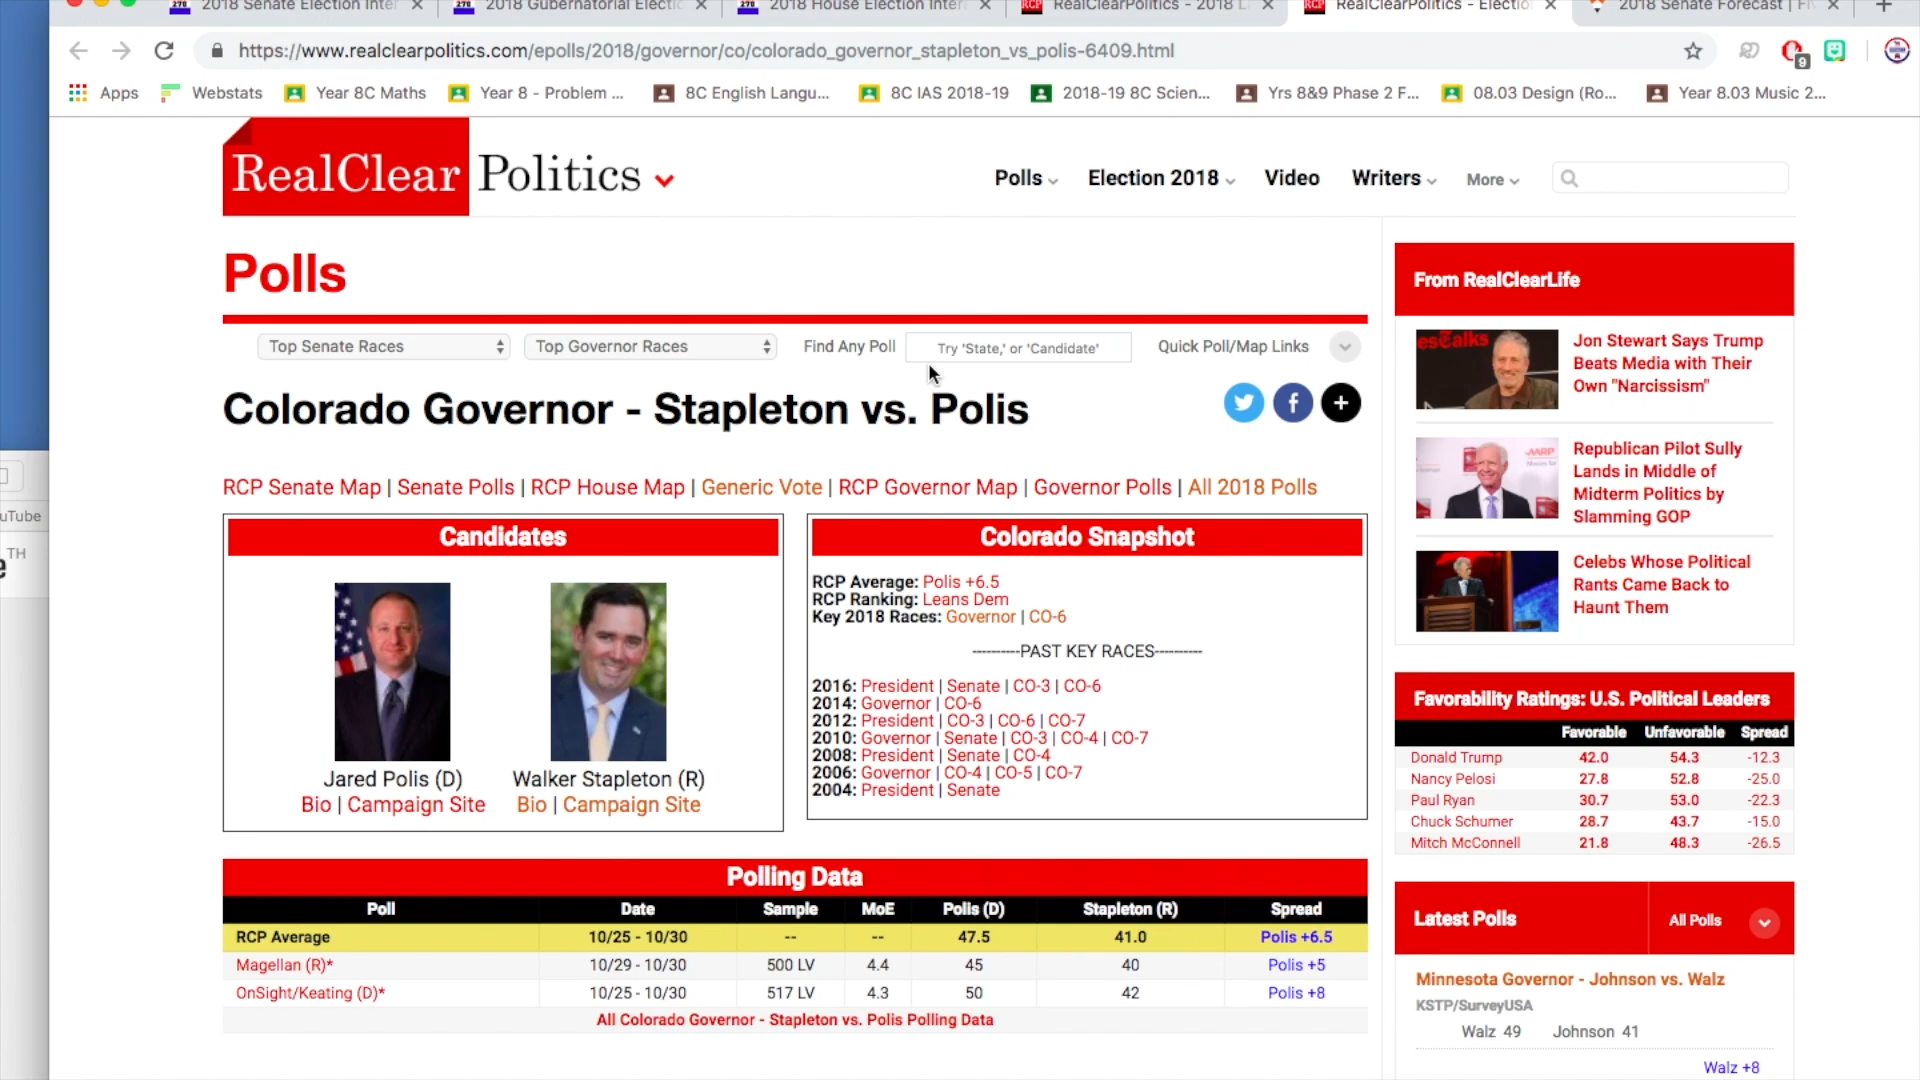 2018 Senate Election Inter
2018 Gubernatorial Electio
2018 House Election Inter
RealClearPolitics - 2018 L
RealClearPolitics - Electio
2018 Senate Forecast | Fiv
https://www.realclearpolitics.com/epolls/2018/governor/co/colorado_governor_stapleton_vs_polis-6409.html
9
Apps
Webstats
Year 8C Maths
Year 8 - Problem ...
8C English Langu...
8C IAS 2018-19
2018-19 8C Scien...
Yrs 8&9 Phase 2 F...
08.03 Design (Ro...
Year 8.03 Music 2...
RealClear Politics
Polls
Election 2018
Video
Writers
More
Polls
Top Senate Races
Top Governor Races
Find Any Poll
Try 'State,' or 'Candidate'
Quick Poll/Map Links
Colorado Governor - Stapleton vs. Polis
RCP Senate Map | Senate Polls | RCP House Map | Generic Vote | RCP Governor Map | Governor Polls | All 2018 Polls
Candidates
Jared Polis (D)
Bio | Campaign Site
Walker Stapleton (R)
Bio | Campaign Site
Colorado Snapshot
RCP Average: Polis +6.5
RCP Ranking: Leans Dem
Key 2018 Races: Governor | CO-6
----------PAST KEY RACES----------
2016: President | Senate | CO-3 | CO-6
2014: Governor | CO-6
2012: President | CO-3 | CO-6 | CO-7
2010: Governor | Senate | CO-3 | CO-4 | CO-7
2008: President | Senate | CO-4
2006: Governor | CO-4 | CO-5 | CO-7
2004: President | Senate
Polling Data
Poll Date Sample MoE Polis (D) Stapleton (R) Spread
RCP Average 10/25 - 10/30 -- -- 47.5 41.0 Polis +6.5
Magellan (R)* 10/29 - 10/30 500 LV 4.4 45 40 Polis +5
OnSight/Keating (D)* 10/25 - 10/30 517 LV 4.3 50 42 Polis +8
All Colorado Governor - Stapleton vs. Polis Polling Data
From RealClearLife
Jon Stewart Says Trump
Beats Media with Their
Own "Narcissism"
Republican Pilot Sully
Lands in Middle of
Midterm Politics by
Slamming GOP
Celebs Whose Political
Rants Came Back to
Haunt Them
Favorability Ratings: U.S. Political Leaders
Favorable Unfavorable Spread
Donald Trump 42.0 54.3 -12.3
Nancy Pelosi 27.8 52.8 -25.0
Paul Ryan 30.7 53.0 -22.3
Chuck Schumer 28.7 43.7 -15.0
Mitch McConnell 21.8 48.3 -26.5
Latest Polls
All Polls
Minnesota Governor - Johnson vs. Walz
KSTP/SurveyUSA
Walz 49 Johnson 41
Walz +8
uTube
TH
e